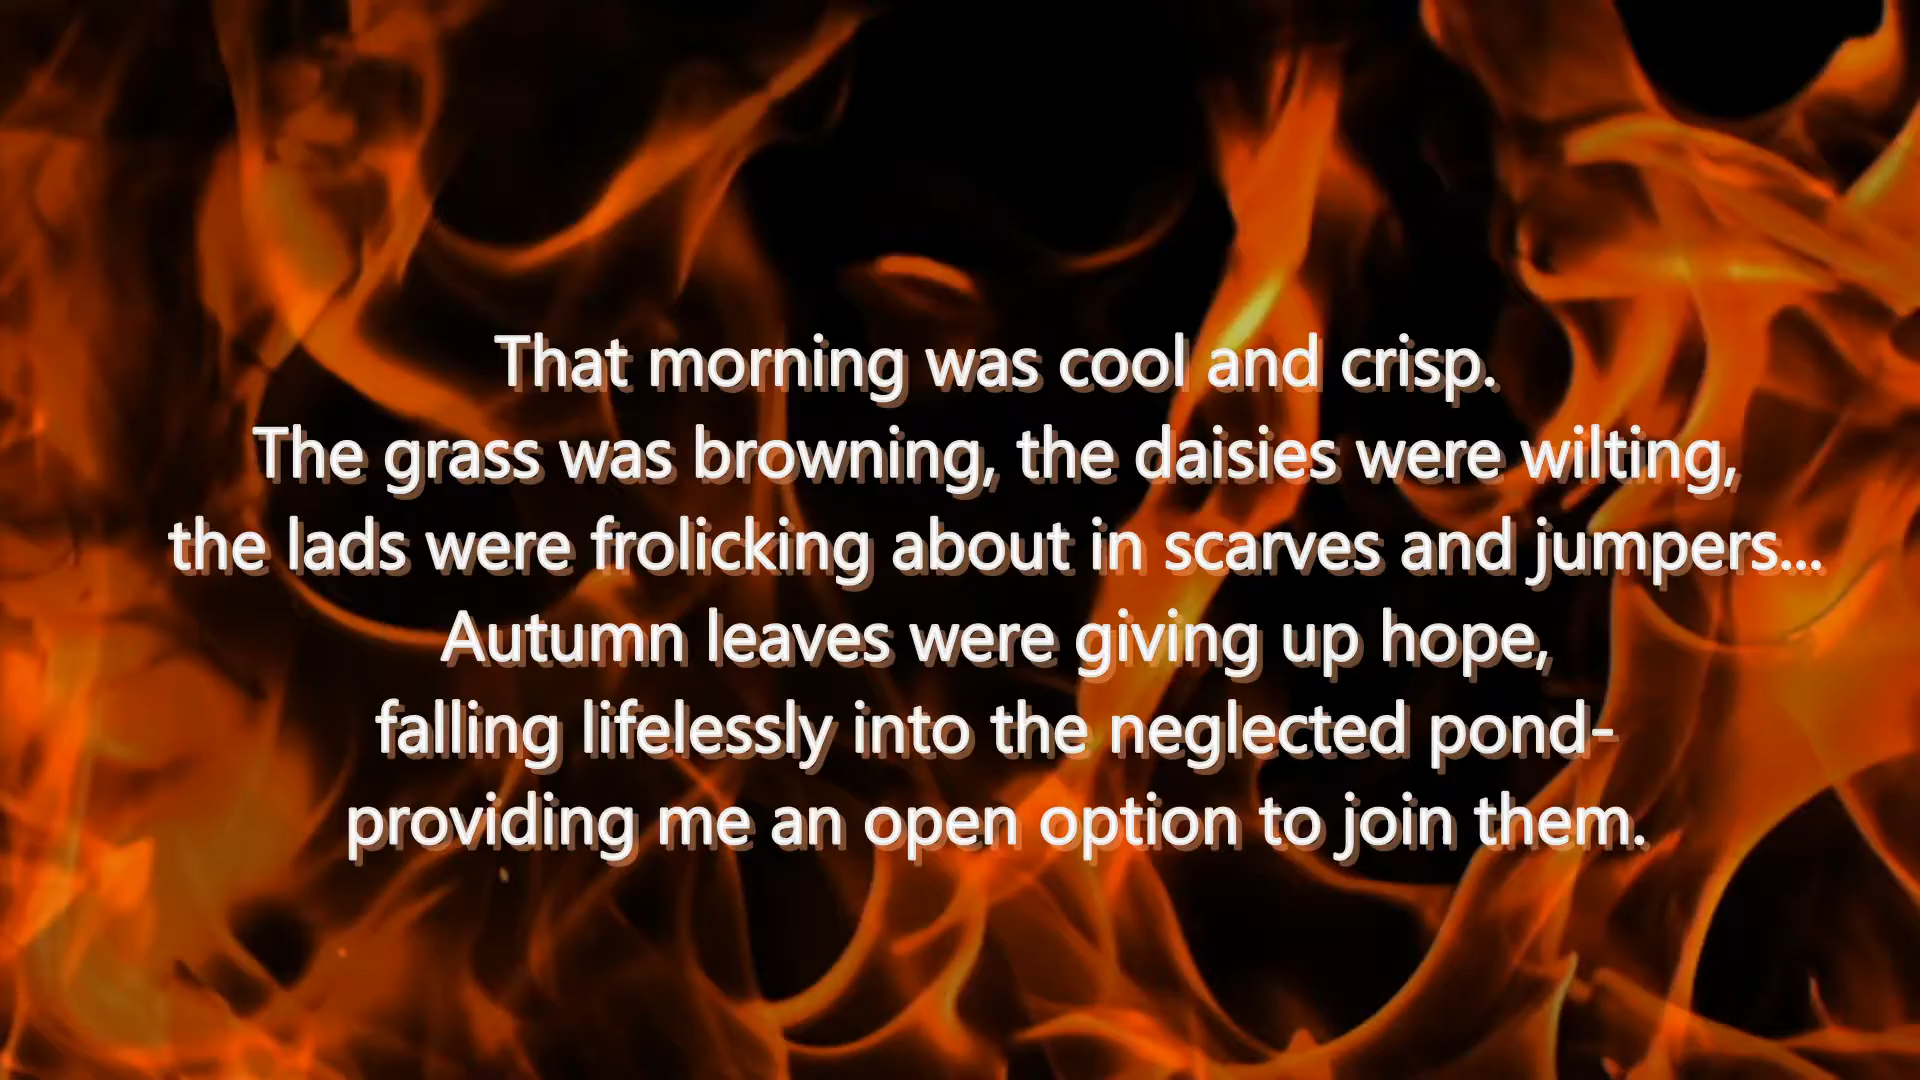 That morning was cool and crisp.
The grass was browning, the daisies were wilting,
the lads were frolicking about in scarves and jumpers...
Autumn leaves were giving up hope,
falling lifelessly into the neglected pond-
providing me an open option to join them.